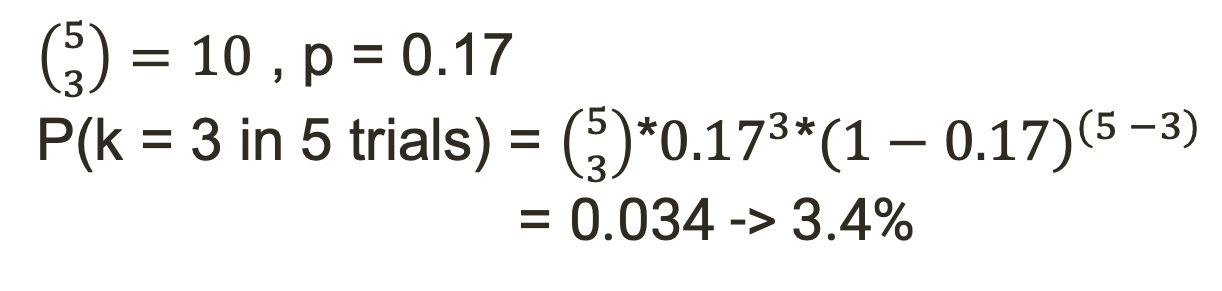 (5 3) = 10 , p = 0.17
P(k = 3 in 5 trials) = (5 3)*0.17³*(1 − 0.17)⁽⁵ ⁻³⁾
= 0.034 -> 3.4%